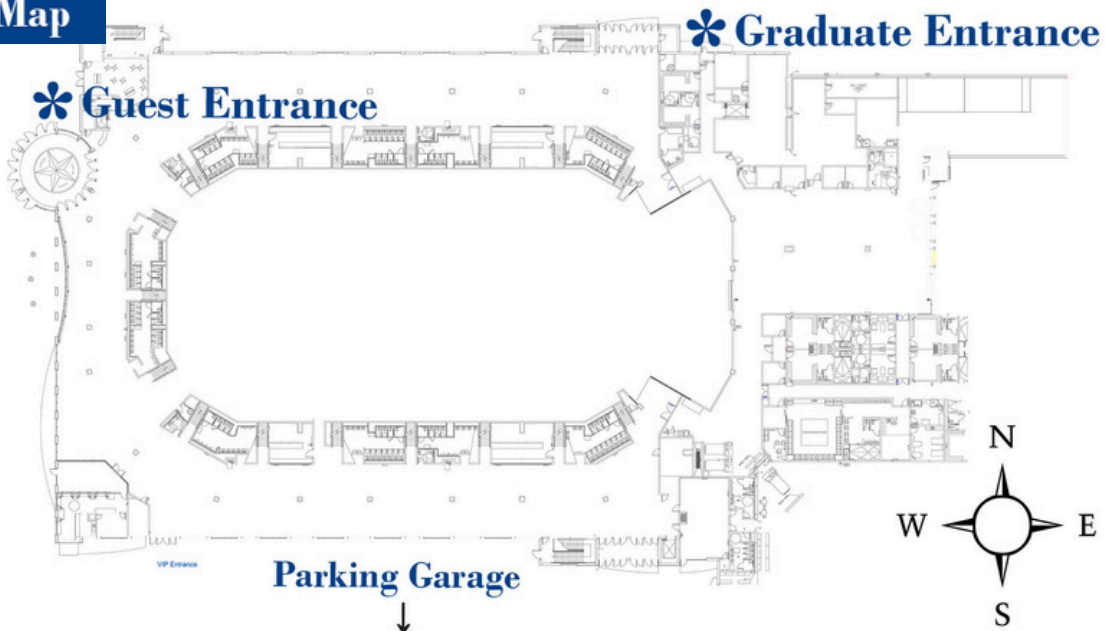 Map
* Graduate Entrance
* Guest Entrance
N
W E
S
VIP Entrance
Parking Garage
↓